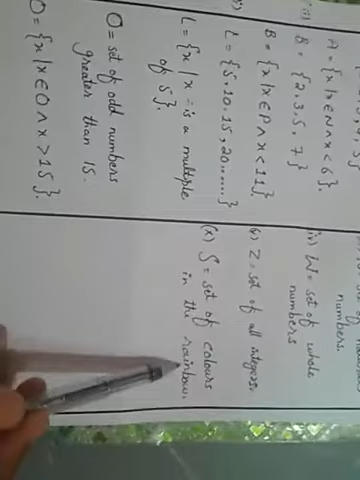 A = {x | x ∈ N ∧ x < 6}.
B = {2, 3, 5, 7}
B = {x | x ∈ P ∧ x < 11}
L = {5, 10, 15, 20 ......}
L = {x | x is a multiple
of 5}.
O = set of odd numbers
greater than 15.
O = {x | x ∈ O ∧ x > 15}.
numbers.
W = set of whole
numbers
Z = set of all integers.
(x) S = set of colours
in the rainbow.